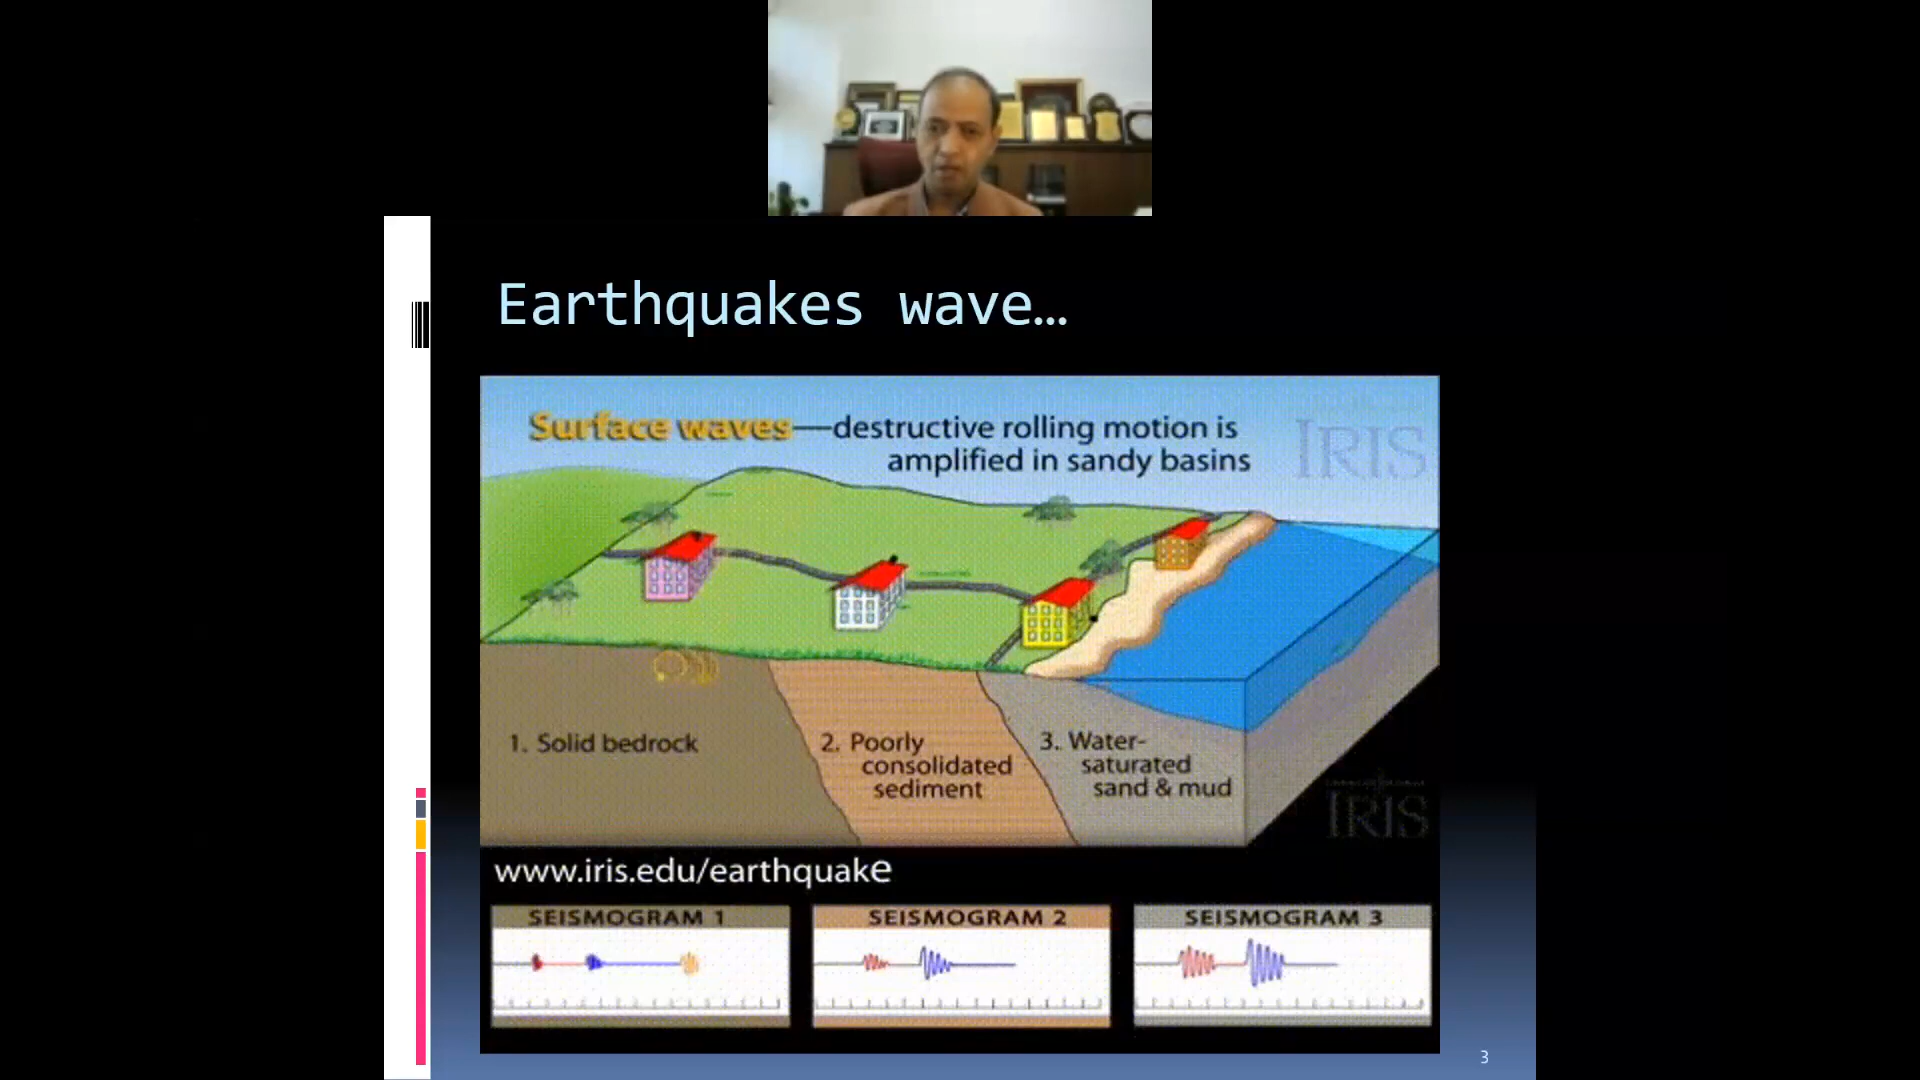 Earthquakes wave…
Surface waves—destructive rolling motion is
amplified in sandy basins
IRIS
1. Solid bedrock
2. Poorly
consolidated
sediment
3. Water-
saturated
sand & mud
IRIS
www.iris.edu/earthquake
SEISMOGRAM 1
SEISMOGRAM 2
SEISMOGRAM 3
3